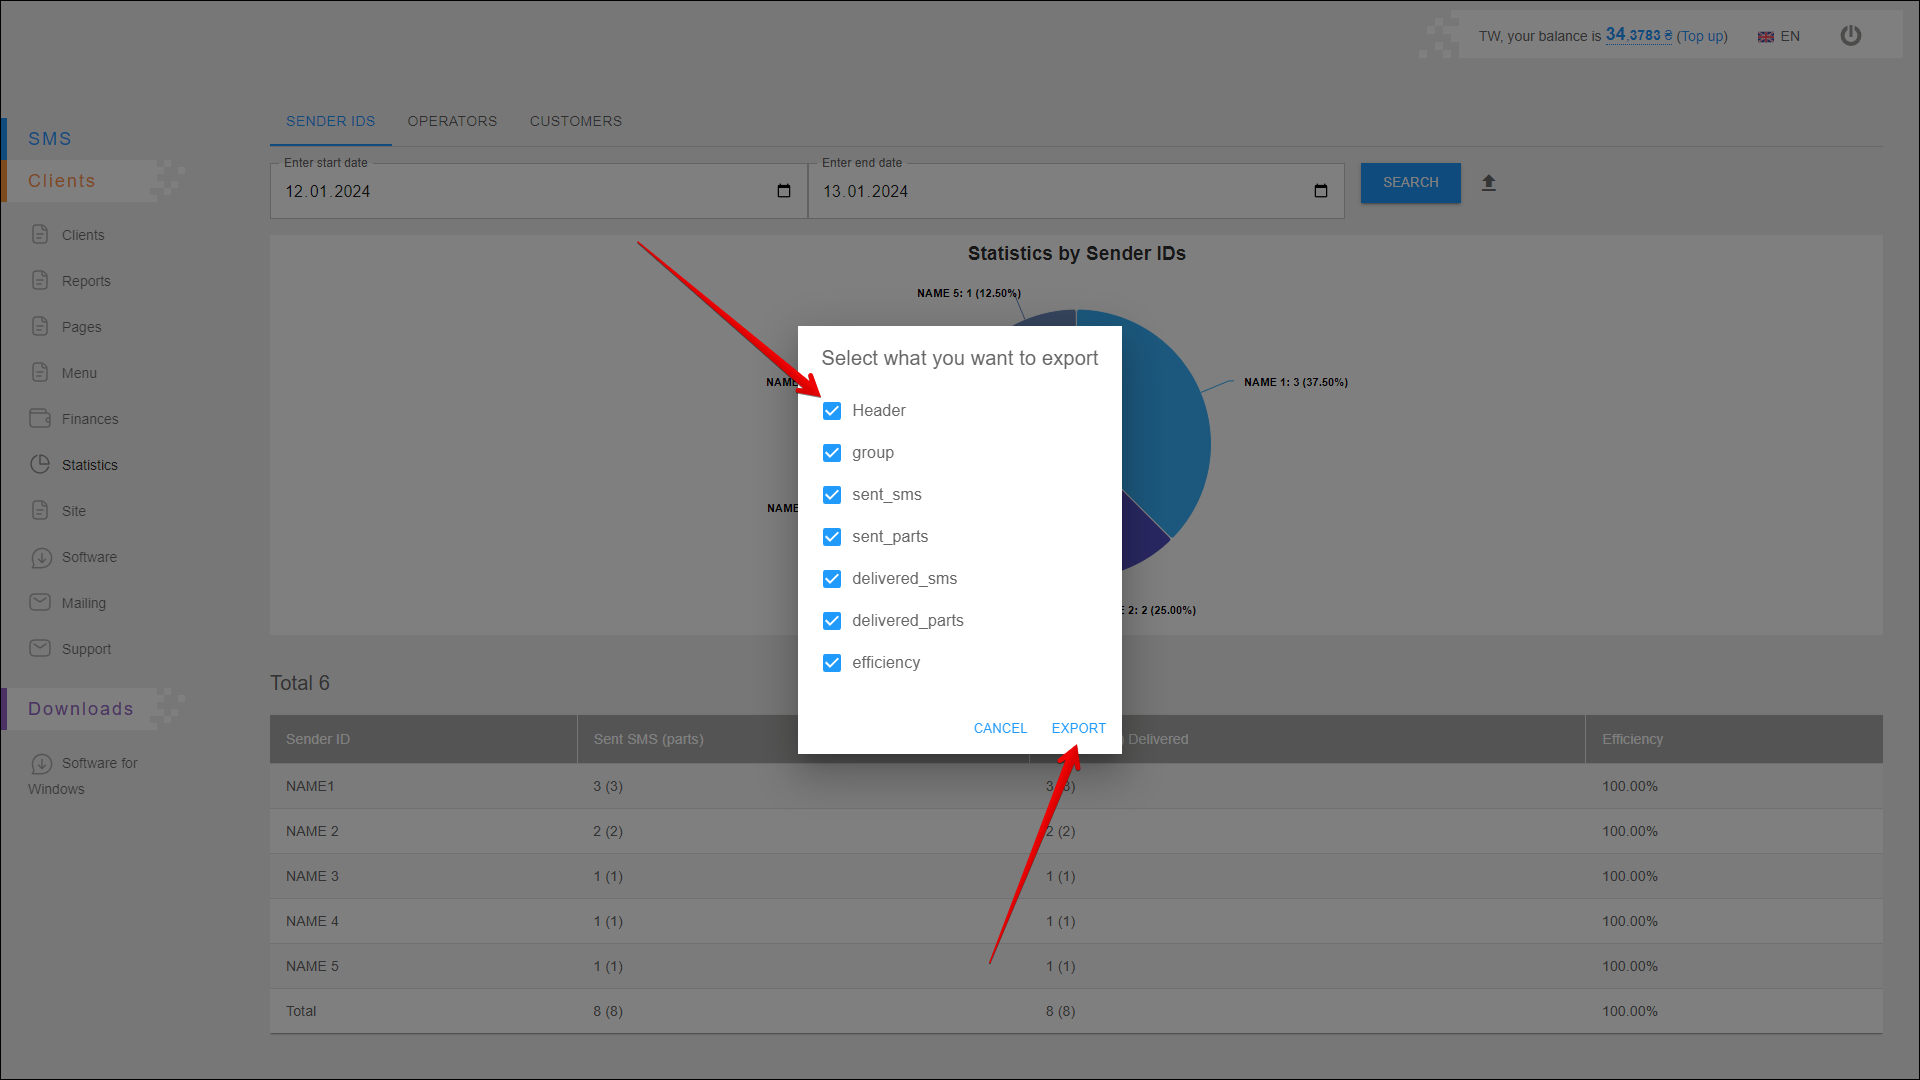 TW, your balance is 34,3783 ₴ (Top up)
EN
SMS
Clients
Clients
Reports
Pages
Menu
Finances
Statistics
Site
Software
Mailing
Support
Downloads
Software for
Windows
SENDER IDS OPERATORS CUSTOMERS
Enter start date
12.01.2024
Enter end date
13.01.2024
SEARCH
Statistics by Sender IDs
NAME 5: 1 (12.50%)
NAME
NAME 1: 3 (37.50%)
NAME
2: 2 (25.00%)
Select what you want to export
Header
group
sent_sms
sent_parts
delivered_sms
delivered_parts
efficiency
CANCEL EXPORT
Total 6
Sender ID Sent SMS (parts) Delivered Efficiency
NAME1 3 (3) 3 (3) 100.00%
NAME 2 2 (2) 2 (2) 100.00%
NAME 3 1 (1) 1 (1) 100.00%
NAME 4 1 (1) 1 (1) 100.00%
NAME 5 1 (1) 1 (1) 100.00%
Total 8 (8) 8 (8) 100.00%